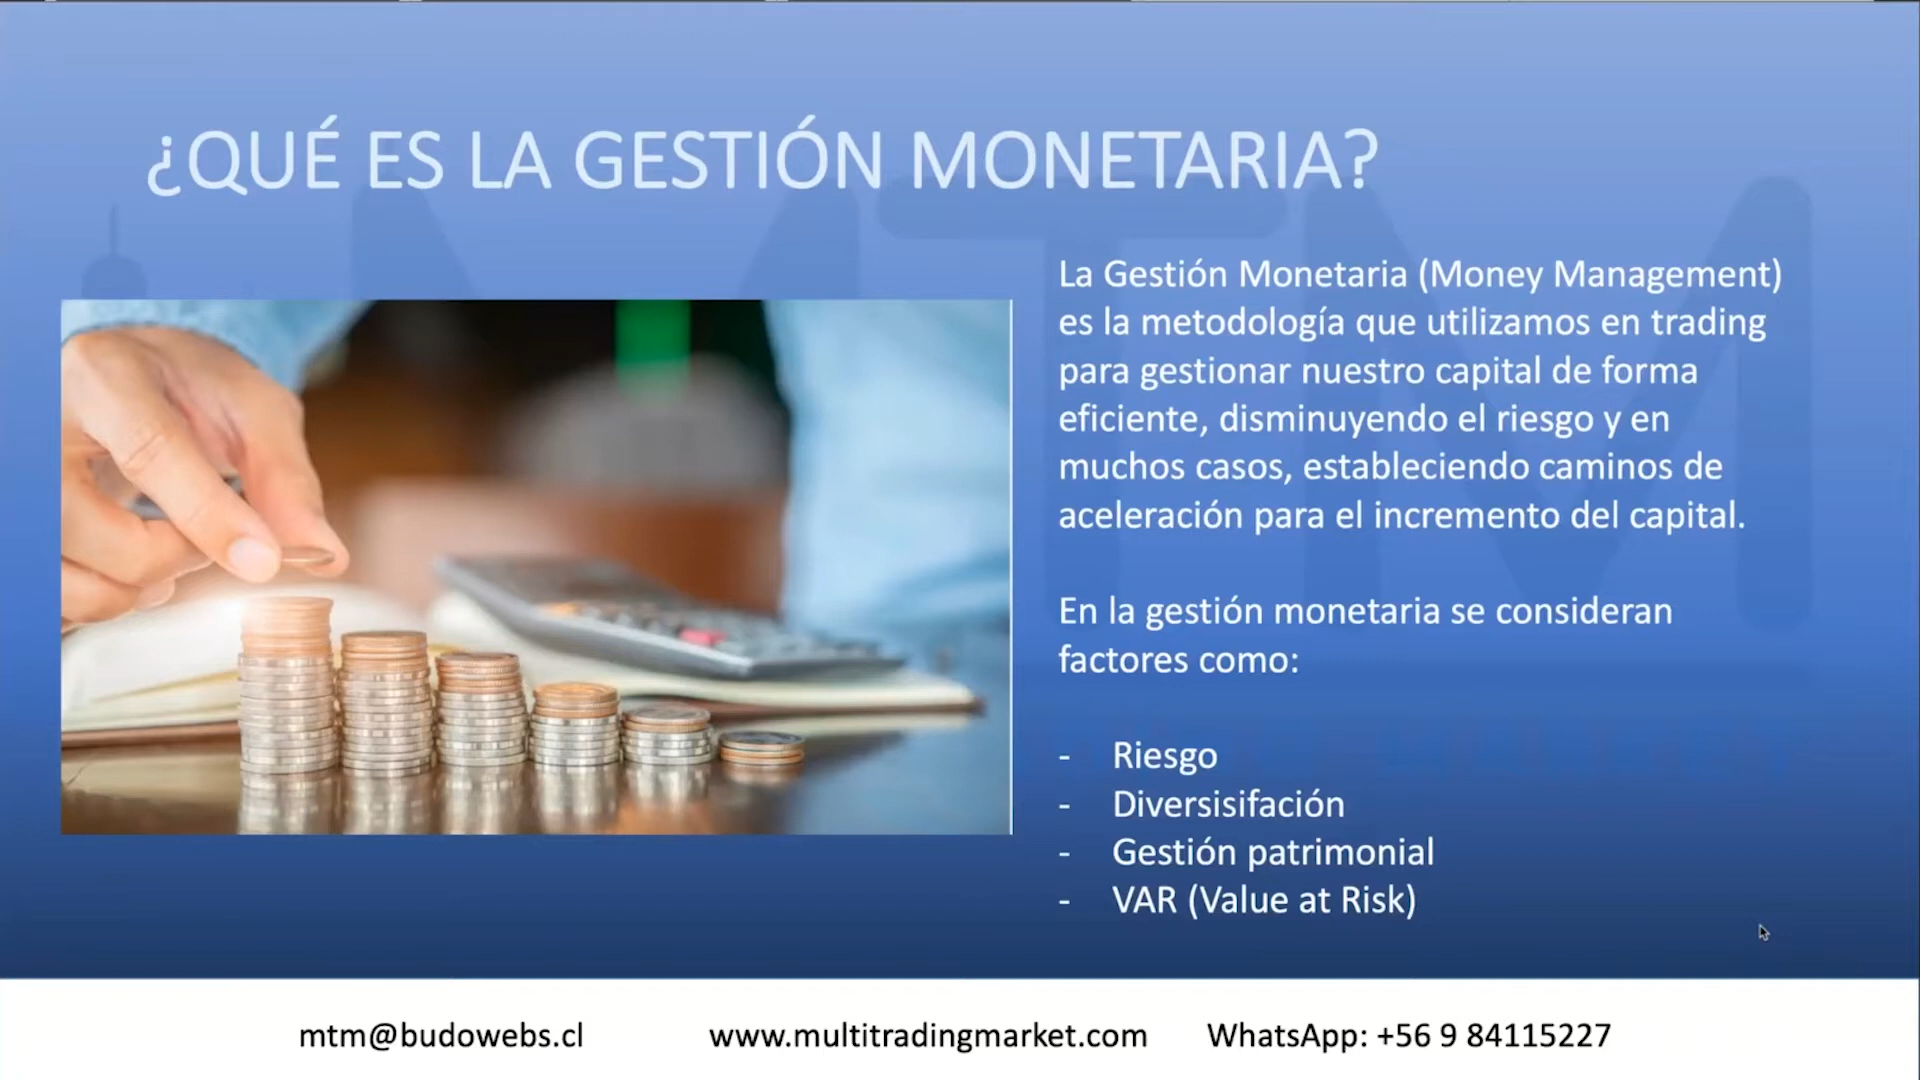 ¿QUÉ ES LA GESTIÓN MONETARIA?
La Gestión Monetaria (Money Management)
es la metodología que utilizamos en trading
para gestionar nuestro capital de forma
eficiente, disminuyendo el riesgo y en
muchos casos, estableciendo caminos de
aceleración para el incremento del capital.
En la gestión monetaria se consideran
factores como:
- Riesgo
- Diversisifación
- Gestión patrimonial
- VAR (Value at Risk)
mtm@budowebs.cl www.multitradingmarket.com WhatsApp: +56 9 84115227